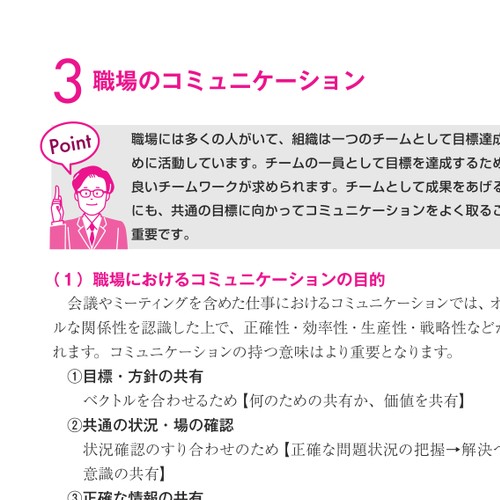 3 職場のコミュニケーション
Point
職場には多くの人がいて、組織は一つのチームとして目標達成
めに活動しています。チームの一員として目標を達成するため
良いチームワークが求められます。チームとして成果をあげる
にも、共通の目標に向かってコミュニケーションをよく取るこ
重要です。
（１）職場におけるコミュニケーションの目的
会議やミーティングを含めた仕事におけるコミュニケーションでは、オ
ルな関係性を認識した上で、正確性・効率性・生産性・戦略性などが
れます。コミュニケーションの持つ意味はより重要となります。
①目標・方針の共有
ベクトルを合わせるため【何のための共有か、価値を共有】
②共通の状況・場の確認
状況確認のすり合わせのため【正確な問題状況の把握→解決へ
意識の共有】
③正確な情報の共有